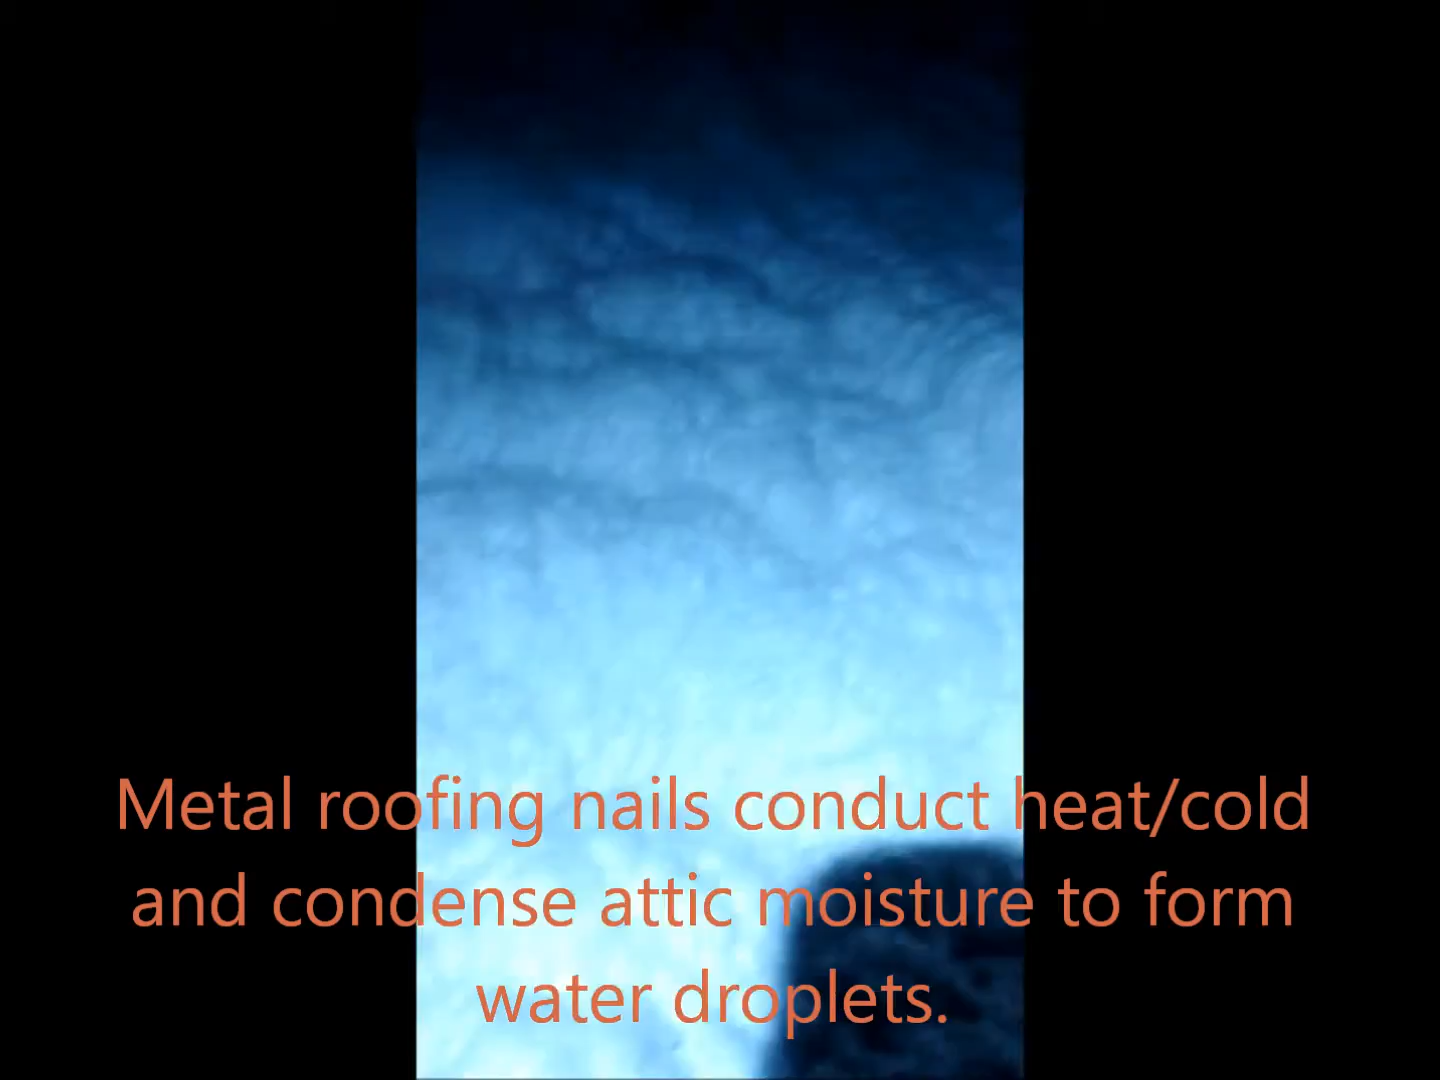 Metal roofing nails conduct heat/cold
and condense attic moisture to form
water droplets.